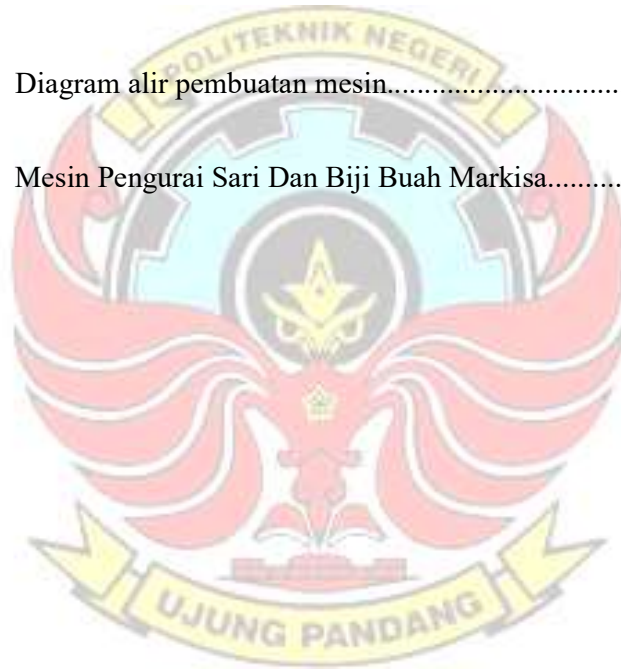 POLITEKNIK NEGERI
Diagram alir pembuatan mesin............................
Mesin Pengurai Sari Dan Biji Buah Markisa..........
UJUNG PANDANG